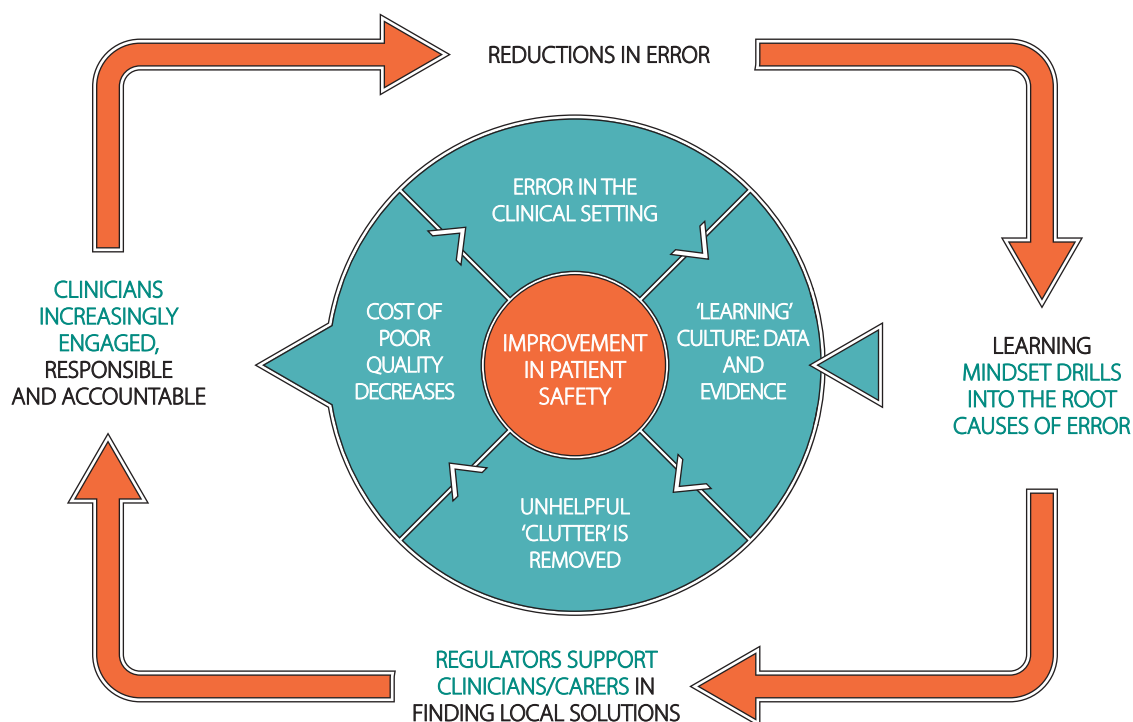 REDUCTIONS IN ERROR
ERROR IN THE
CLINICAL SETTING
'LEARNING'
CULTURE: DATA
AND
EVIDENCE
UNHELPFUL
'CLUTTER' IS
REMOVED
COST OF
POOR
QUALITY
DECREASES
IMPROVEMENT
IN PATIENT
SAFETY
LEARNING
MINDSET DRILLS
INTO THE ROOT
CAUSES OF ERROR
REGULATORS SUPPORT
CLINICIANS/CARERS IN
FINDING LOCAL SOLUTIONS
CLINICIANS
INCREASINGLY
ENGAGED,
RESPONSIBLE
AND ACCOUNTABLE